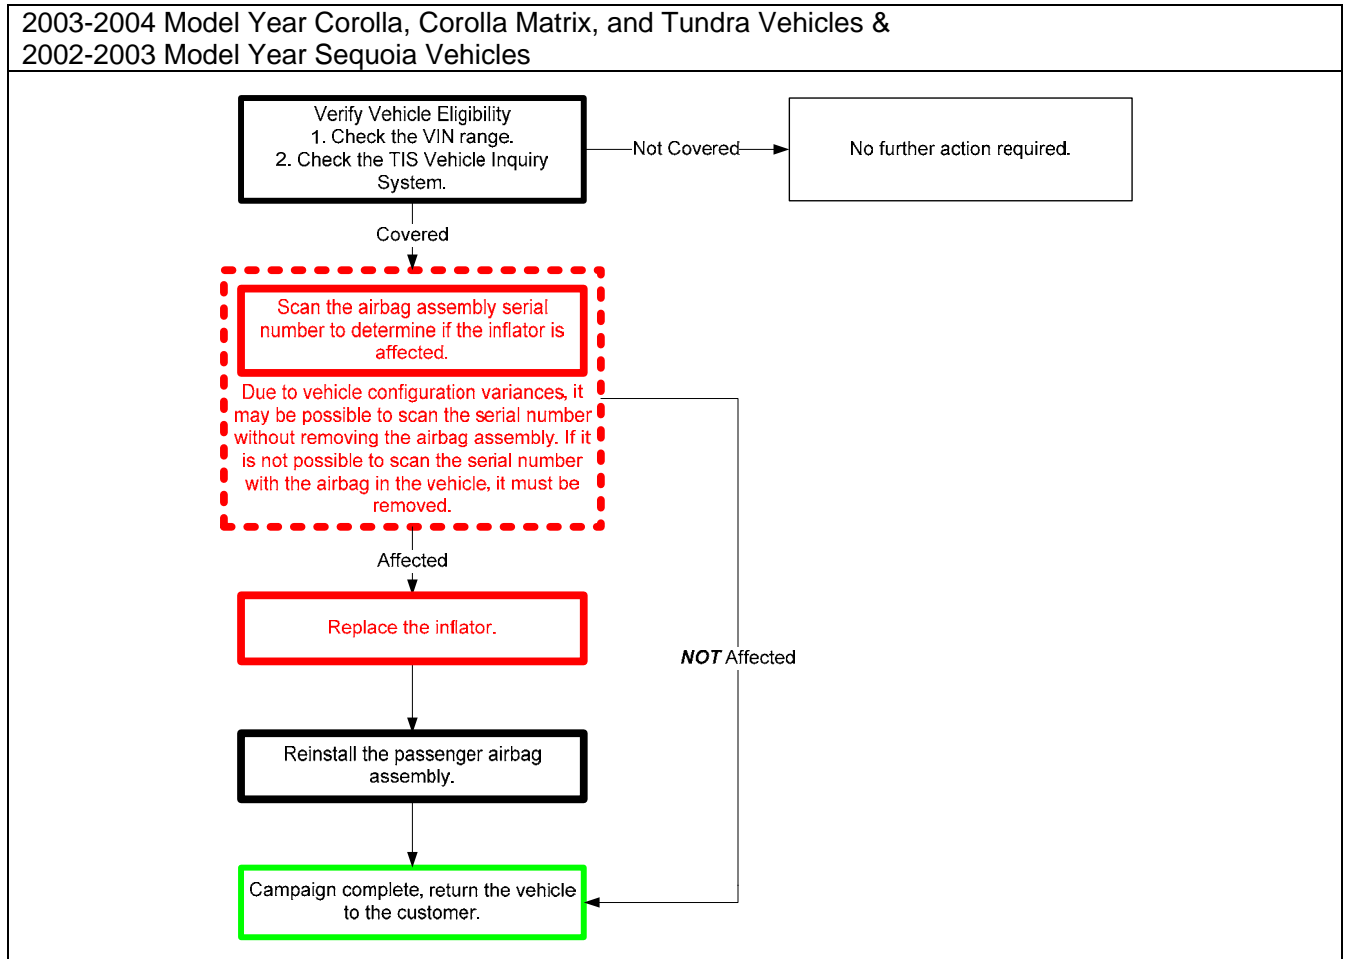 2003-2004 Model Year Corolla, Corolla Matrix, and Tundra Vehicles &
2002-2003 Model Year Sequoia Vehicles
Verify Vehicle Eligibility
1. Check the VIN range.
2. Check the TIS Vehicle Inquiry
System.
Not Covered
No further action required.
Covered
Scan the airbag assembly serial
number to determine if the inflator is
affected.
Due to vehicle configuration variances, it
may be possible to scan the serial number
without removing the airbag assembly. If it
is not possible to scan the serial number
with the airbag in the vehicle, it must be
removed.
Affected
Replace the inflator.
NOT Affected
Reinstall the passenger airbag
assembly.
Campaign complete, return the vehicle
to the customer.